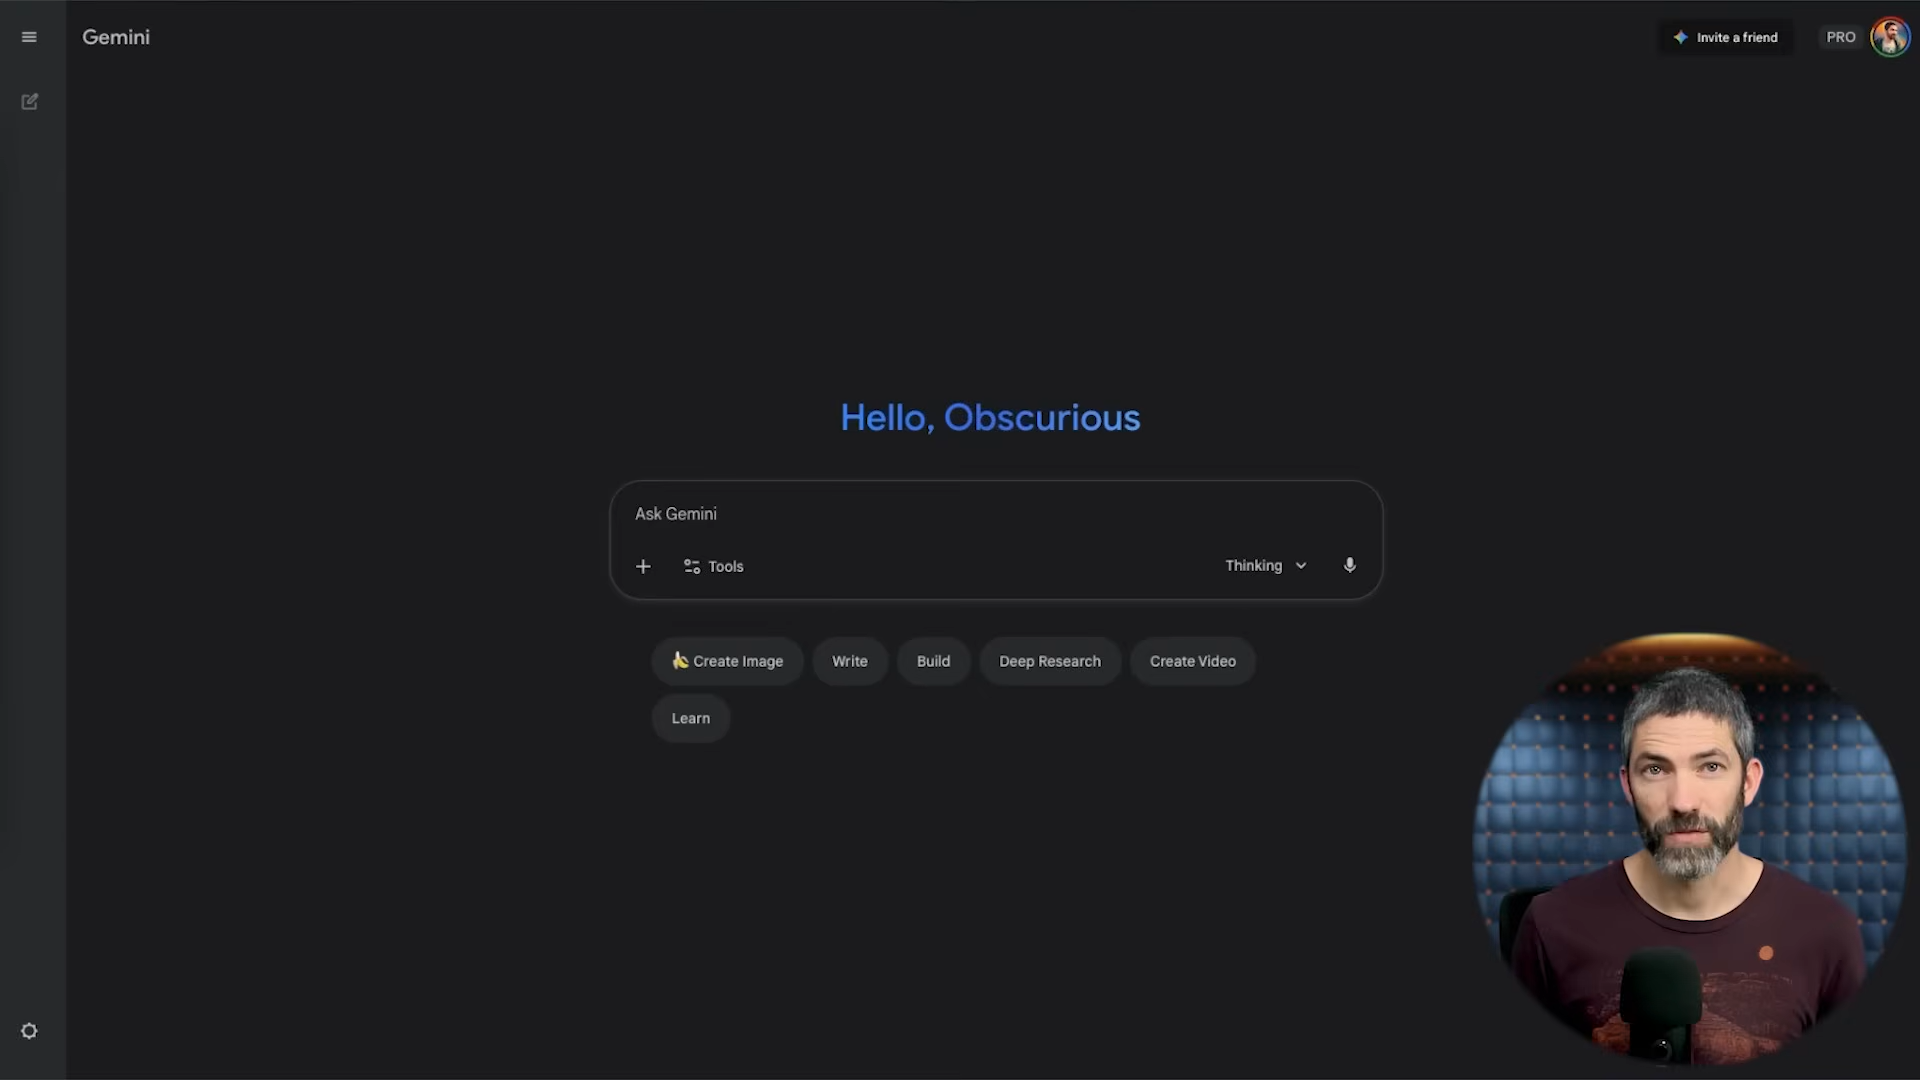 Gemini
Invite a friend
PRO
Hello, Obscurious
Ask Gemini
Tools
Thinking
Create Image
Write
Build
Deep Research
Create Video
Learn